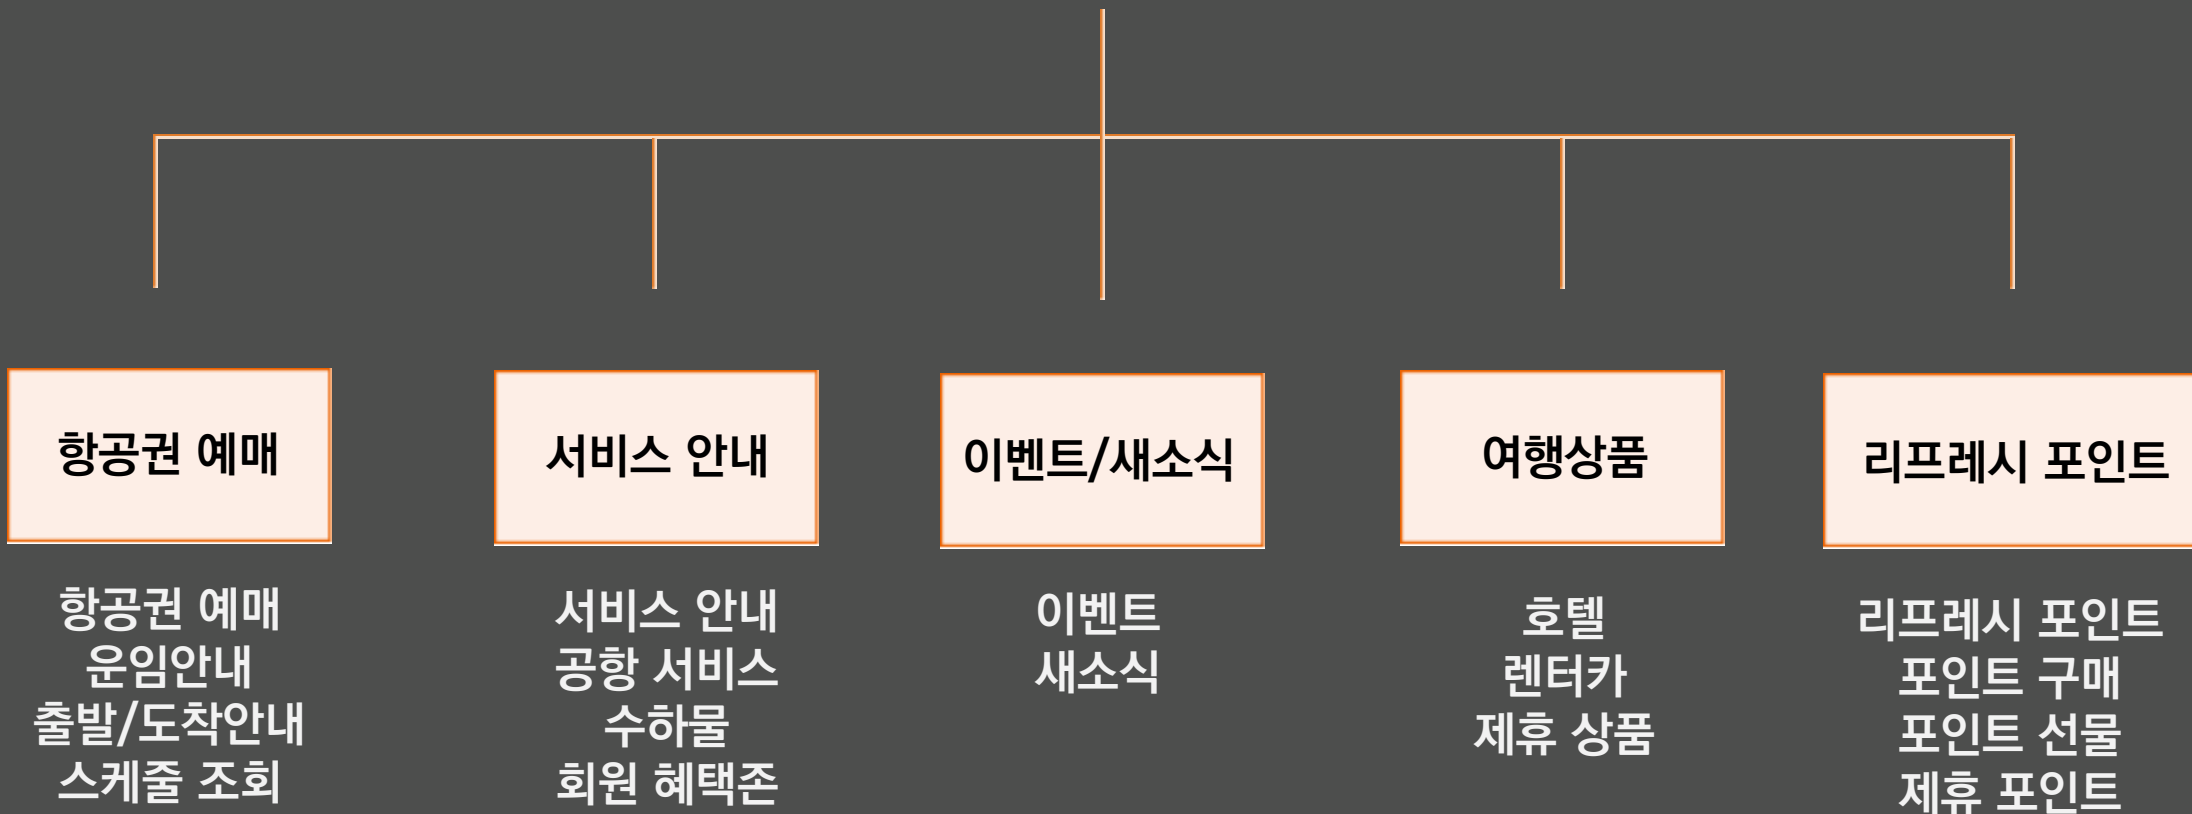 항공권 예매
서비스 안내
이벤트/새소식
여행상품
리프레시 포인트
항공권 예매
운임안내
출발/도착안내
스케줄 조회
서비스 안내
공항 서비스
수하물
회원 혜택존
이벤트
새소식
호텔
렌터카
제휴 상품
리프레시 포인트
포인트 구매
포인트 선물
제휴 포인트